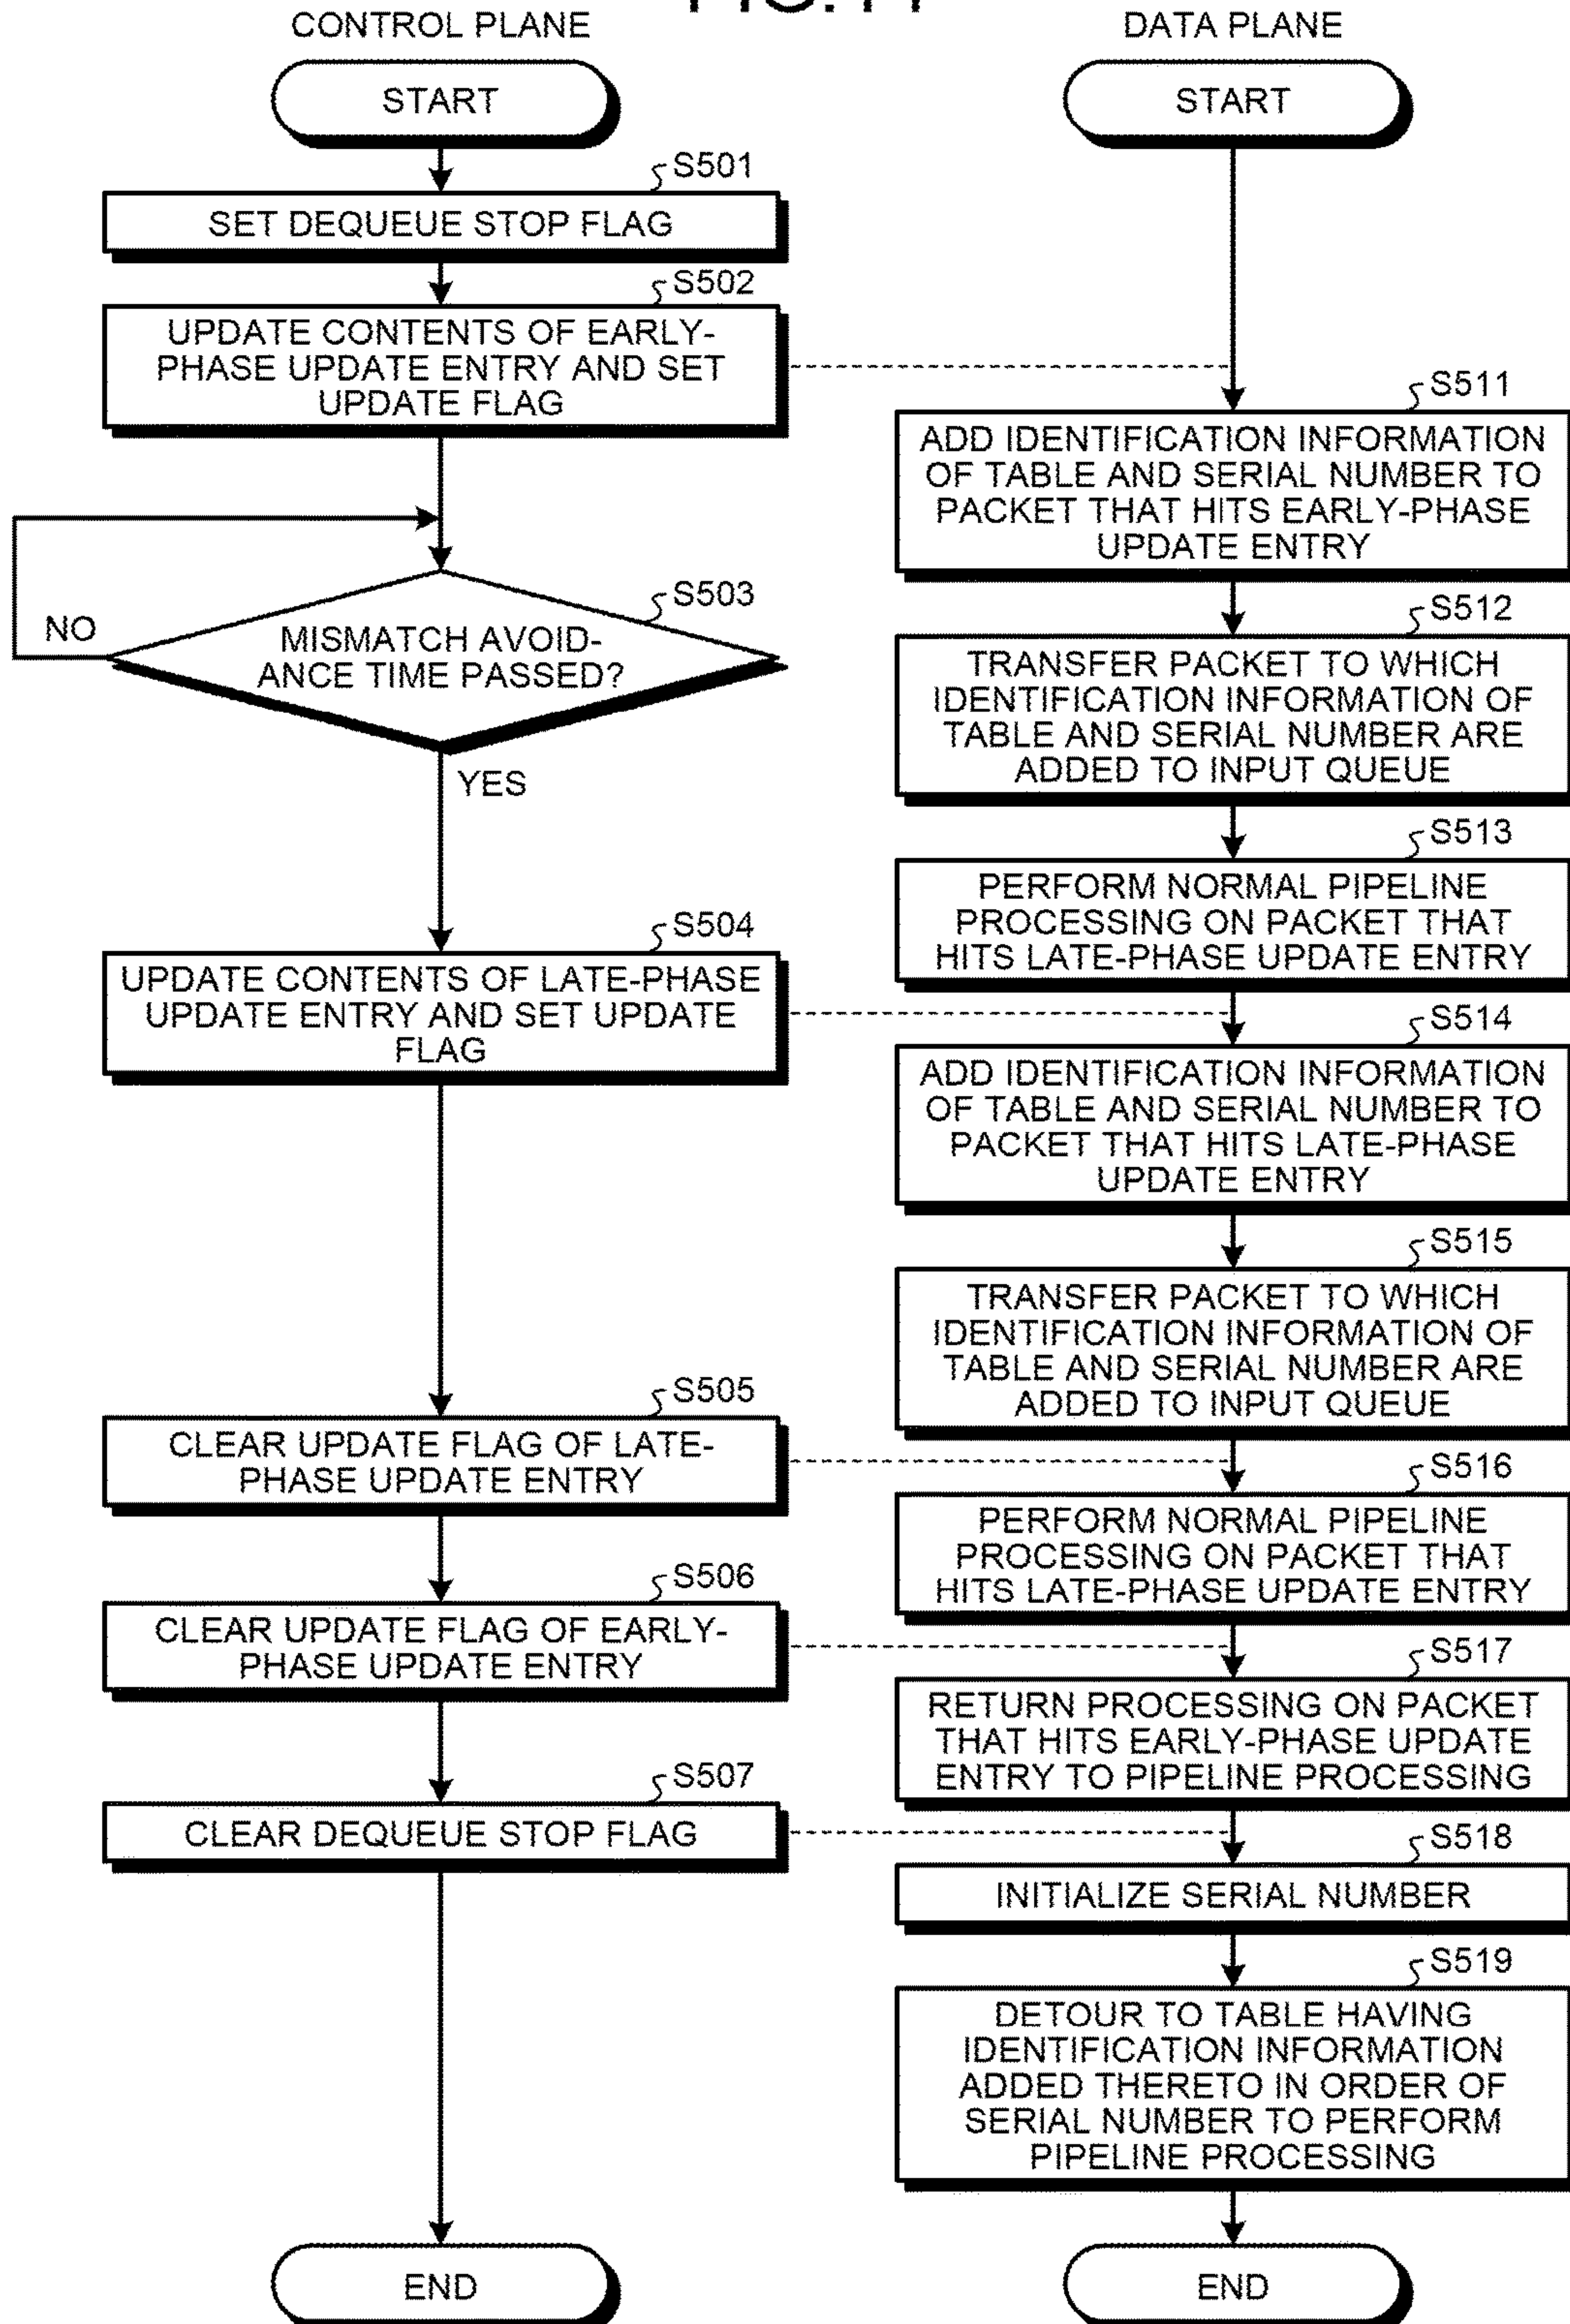 CONTROL PLANE
START
S501
SET DEQUEUE STOP FLAG
S502
UPDATE CONTENTS OF EARLY-
PHASE UPDATE ENTRY AND SET
UPDATE FLAG
S503
NO
MISMATCH AVOID-
ANCE TIME PASSED?
YES
S504
UPDATE CONTENTS OF LATE-PHASE
UPDATE ENTRY AND SET UPDATE
FLAG
S505
CLEAR UPDATE FLAG OF LATE-
PHASE UPDATE ENTRY
S506
CLEAR UPDATE FLAG OF EARLY-
PHASE UPDATE ENTRY
S507
CLEAR DEQUEUE STOP FLAG
END
DATA PLANE
START
S511
ADD IDENTIFICATION INFORMATION
OF TABLE AND SERIAL NUMBER TO
PACKET THAT HITS EARLY-PHASE
UPDATE ENTRY
S512
TRANSFER PACKET TO WHICH
IDENTIFICATION INFORMATION OF
TABLE AND SERIAL NUMBER ARE
ADDED TO INPUT QUEUE
S513
PERFORM NORMAL PIPELINE
PROCESSING ON PACKET THAT
HITS LATE-PHASE UPDATE ENTRY
S514
ADD IDENTIFICATION INFORMATION
OF TABLE AND SERIAL NUMBER TO
PACKET THAT HITS LATE-PHASE
UPDATE ENTRY
S515
TRANSFER PACKET TO WHICH
IDENTIFICATION INFORMATION OF
TABLE AND SERIAL NUMBER ARE
ADDED TO INPUT QUEUE
S516
PERFORM NORMAL PIPELINE
PROCESSING ON PACKET THAT
HITS LATE-PHASE UPDATE ENTRY
S517
RETURN PROCESSING ON PACKET
THAT HITS EARLY-PHASE UPDATE
ENTRY TO PIPELINE PROCESSING
S518
INITIALIZE SERIAL NUMBER
S519
DETOUR TO TABLE HAVING
IDENTIFICATION INFORMATION
ADDED THERETO IN ORDER OF
SERIAL NUMBER TO PERFORM
PIPELINE PROCESSING
END